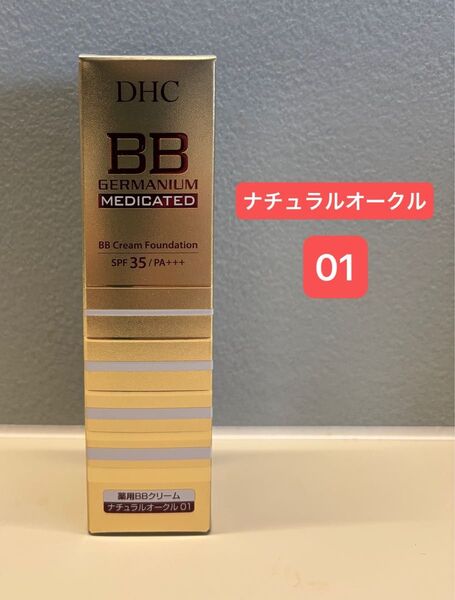 DHC
BB
GERMANIUM
MEDICATED
BB Cream Foundation
SPF 35 / PA+++
薬用BBクリーム
ナチュラルオークル 01
ナチュラルオークル
01